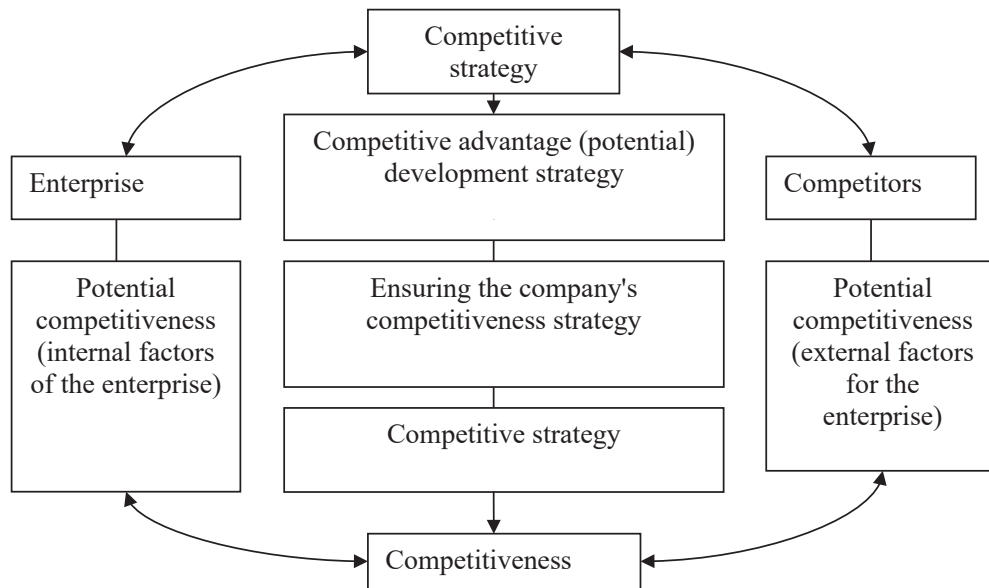 Competitive
strategy
Competitive advantage (potential)
development strategy
Enterprise
Competitors
Potential
competitiveness
(internal factors
of the enterprise)
Ensuring the company's
competitiveness strategy
Potential
competitiveness
(external factors
for the
enterprise)
Competitive strategy
Competitiveness